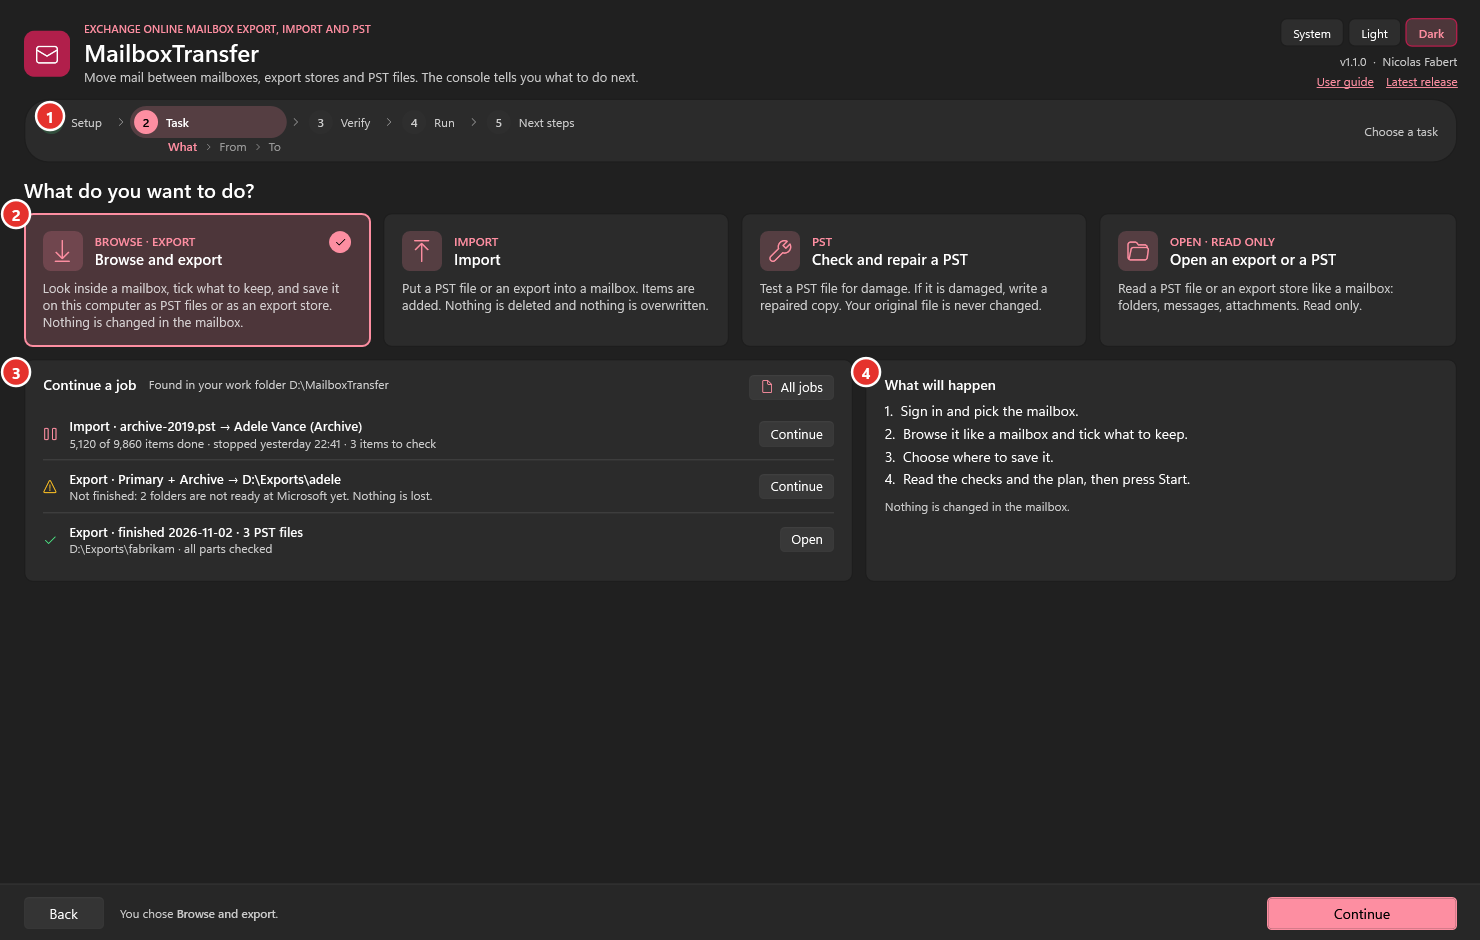 EXCHANGE ONLINE MAILBOX EXPORT, IMPORT AND PST
MailboxTransfer
Move mail between mailboxes, export stores and PST files. The console tells you what to do next.
System
Light
Dark
v1.1.0 · Nicolas Fabert
User guide
Latest release
1
Setup
2
Task
3
Verify
4
Run
5
Next steps
What
From
To
Choose a task
What do you want to do?
2
BROWSE · EXPORT
Browse and export
Look inside a mailbox, tick what to keep, and save it
on this computer as PST files or as an export store.
Nothing is changed in the mailbox.
IMPORT
Import
Put a PST file or an export into a mailbox. Items are
added. Nothing is deleted and nothing is overwritten.
PST
Check and repair a PST
Test a PST file for damage. If it is damaged, write a
repaired copy. Your original file is never changed.
OPEN · READ ONLY
Open an export or a PST
Read a PST file or an export store like a mailbox:
folders, messages, attachments. Read only.
3
Continue a job
Found in your work folder D:\MailboxTransfer
All jobs
Import · archive-2019.pst → Adele Vance (Archive)
5,120 of 9,860 items done · stopped yesterday 22:41 · 3 items to check
Continue
Export · Primary + Archive → D:\Exports\adele
Not finished: 2 folders are not ready at Microsoft yet. Nothing is lost.
Continue
Export · finished 2026-11-02 · 3 PST files
D:\Exports\fabrikam · all parts checked
Open
4
What will happen
1. Sign in and pick the mailbox.
2. Browse it like a mailbox and tick what to keep.
3. Choose where to save it.
4. Read the checks and the plan, then press Start.
Nothing is changed in the mailbox.
Back
You chose Browse and export.
Continue